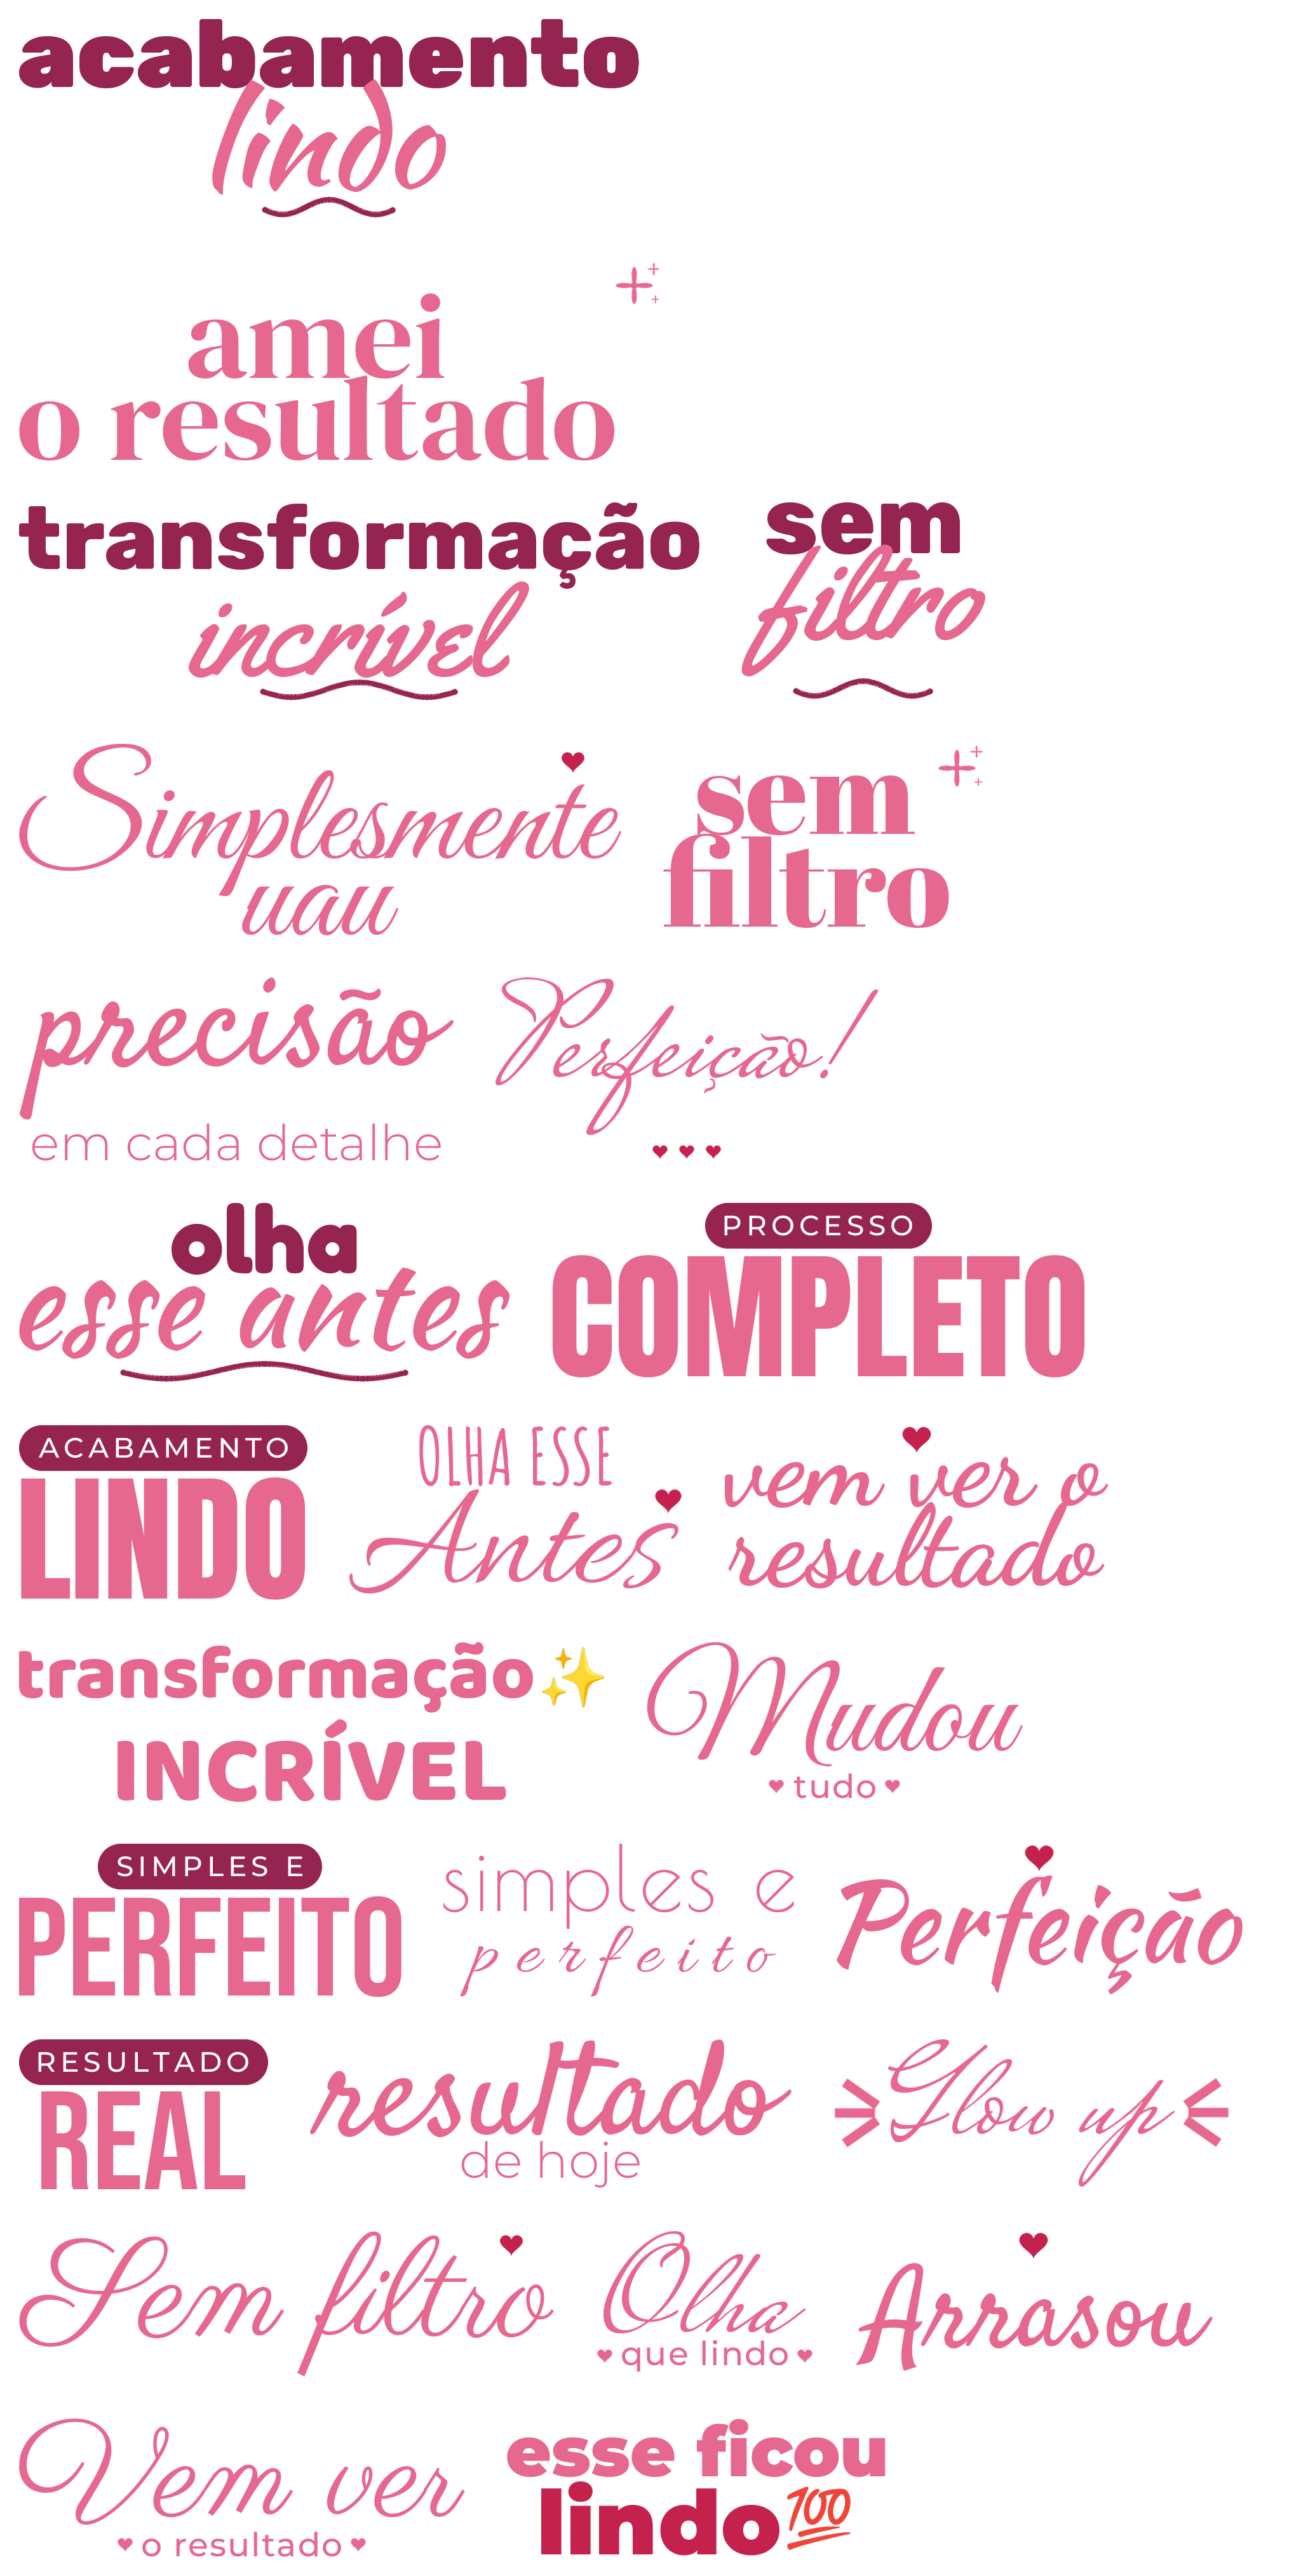 acabamento
lindo
amei
o resultado
transformação
incrível
sem
filtro
Simplesmente
uau
sem
filtro
precisão
em cada detalhe
Perfeição!
olha
esse antes
PROCESSO
COMPLETO
ACABAMENTO
LINDO
OLHA ESSE
Antes
vem ver o
resultado
transformação✨
INCRÍVEL
Mudou
tudo
SIMPLES E
PERFEITO
simples e
perfeito
Perfeição
RESULTADO
REAL
resultado
de hoje
Glow up
Sem filtro
Olha
que lindo
Arrasou
Vem ver
o resultado
esse ficou
lindo💯